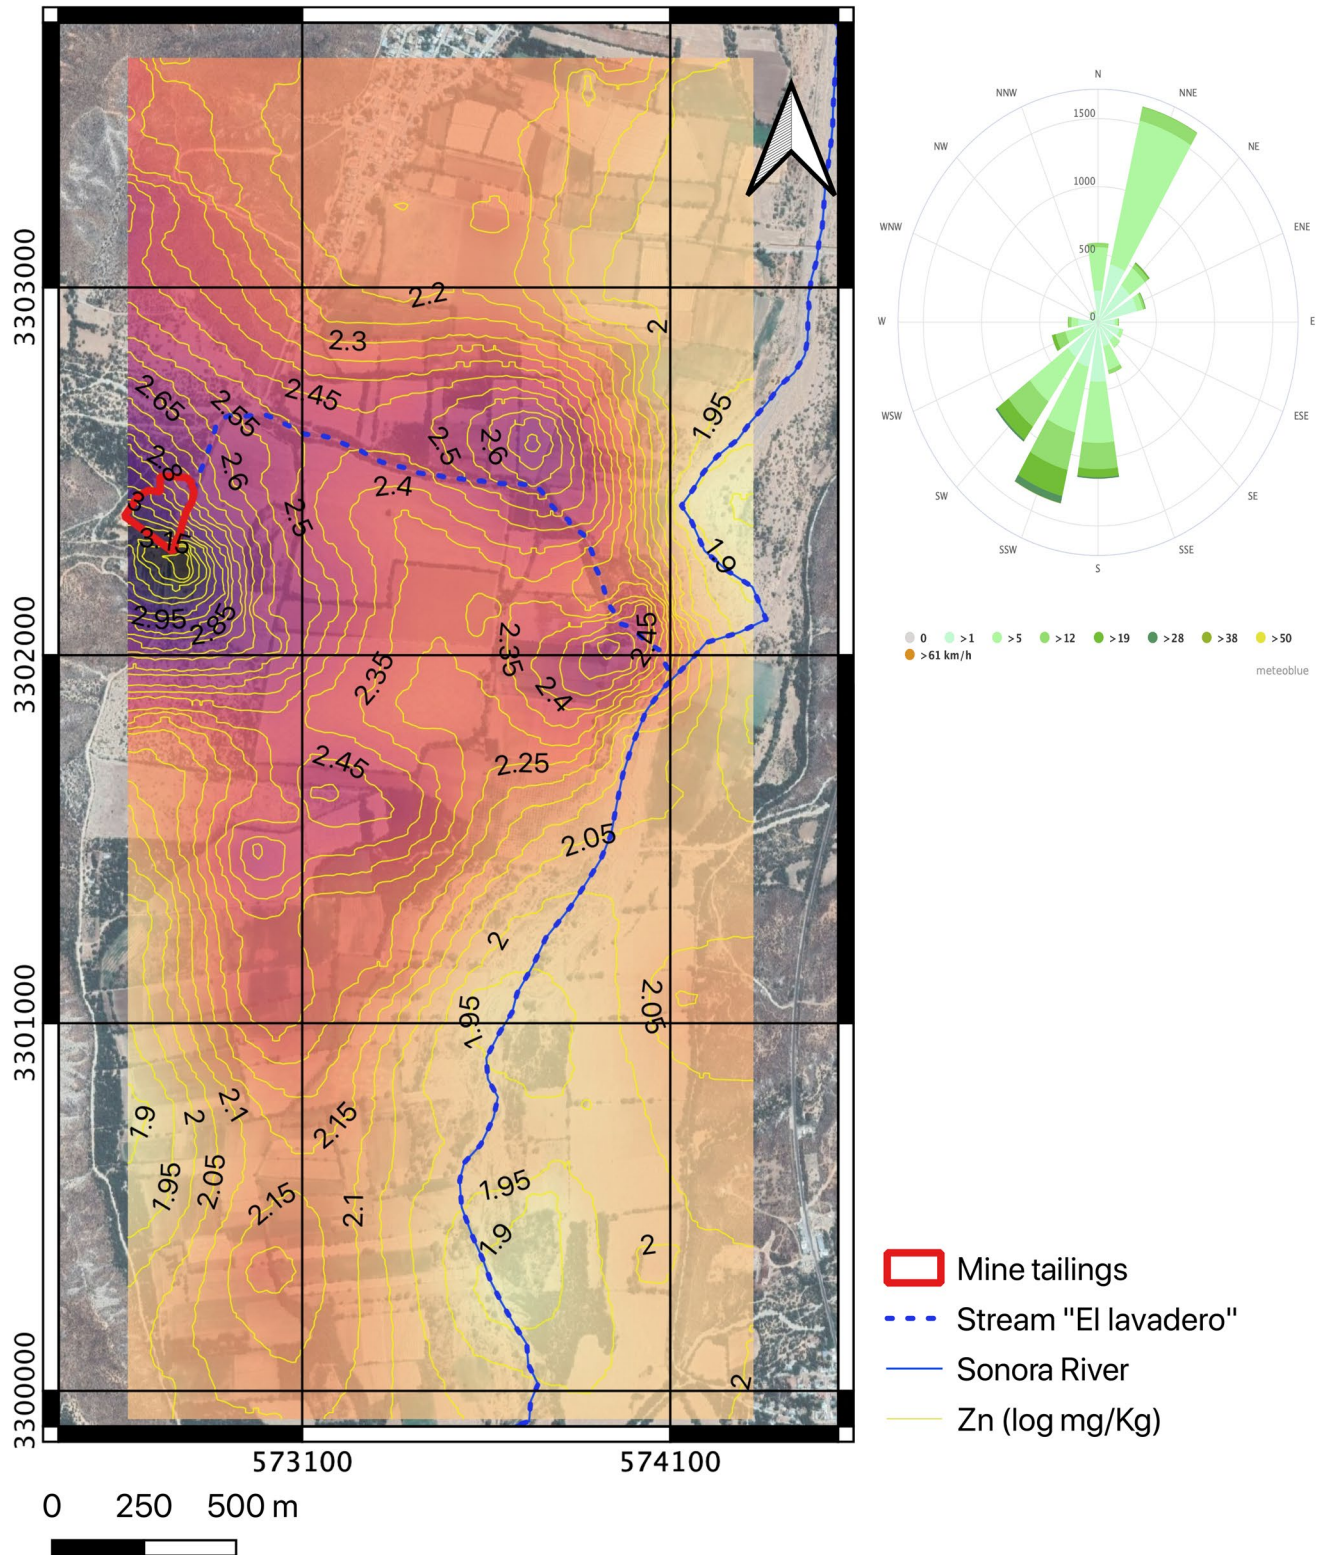 N
NNW
NNE
1500
NW
NE
1000
WNW
ENE
500
0
W
E
WSW
ESE
SW
SE
SSW
SSE
S
0 >1 >5 >12 >19 >28 >38 >50
>61 km/h
meteoblue
3303000
3302000
3301000
3300000
2.2
2.3
2
2.65
2.55
2.45
1.95
2.5
2.6
2.8
2.6
2.4
3
2.5
3.15
1.9
2.95
2.85
2.35
2.45
2.35
2.4
2.45
2.25
2.05
2
1.95
2.05
1.9
2
2.1
2.15
1.95
2.05
2.15
2.1
1.95
1.9
2
2
573100
574100
0 250 500 m
Mine tailings
Stream "El lavadero"
Sonora River
Zn (log mg/Kg)